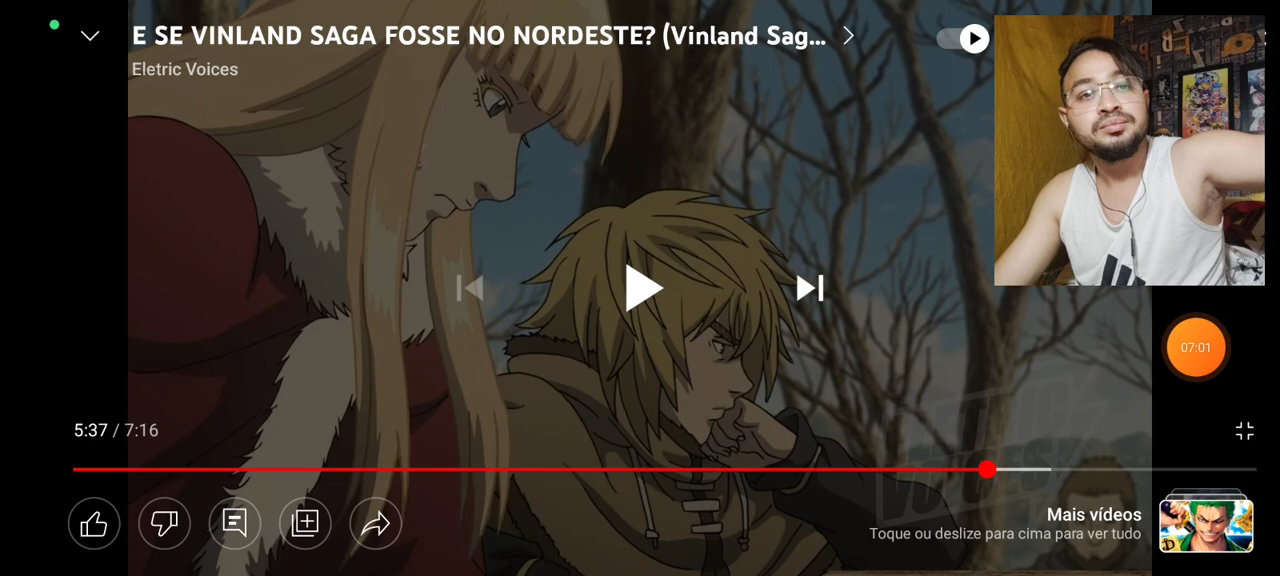 E SE VINLAND SAGA FOSSE NO NORDESTE? (Vinland Sag...
Eletric Voices
07:01
5:37 / 7:16
Mais vídeos
Toque ou deslize para cima para ver tudo